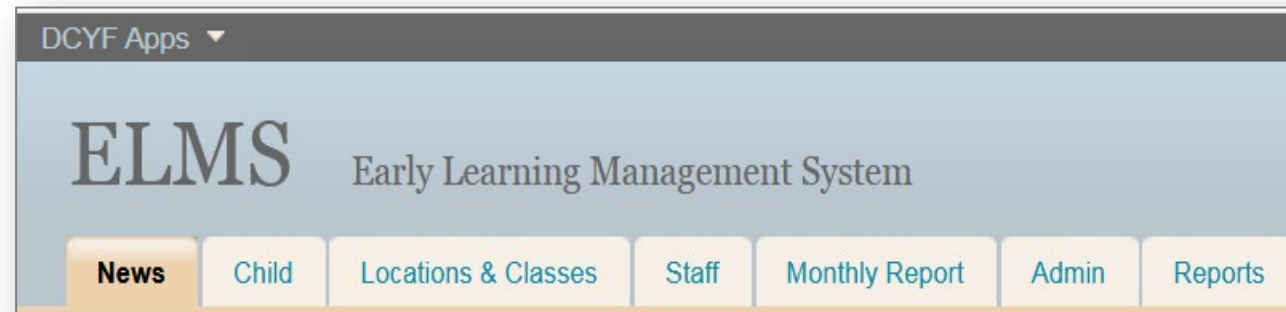 DCYF Apps
ELMS Early Learning Management System
News Child Locations & Classes Staff Monthly Report Admin Reports